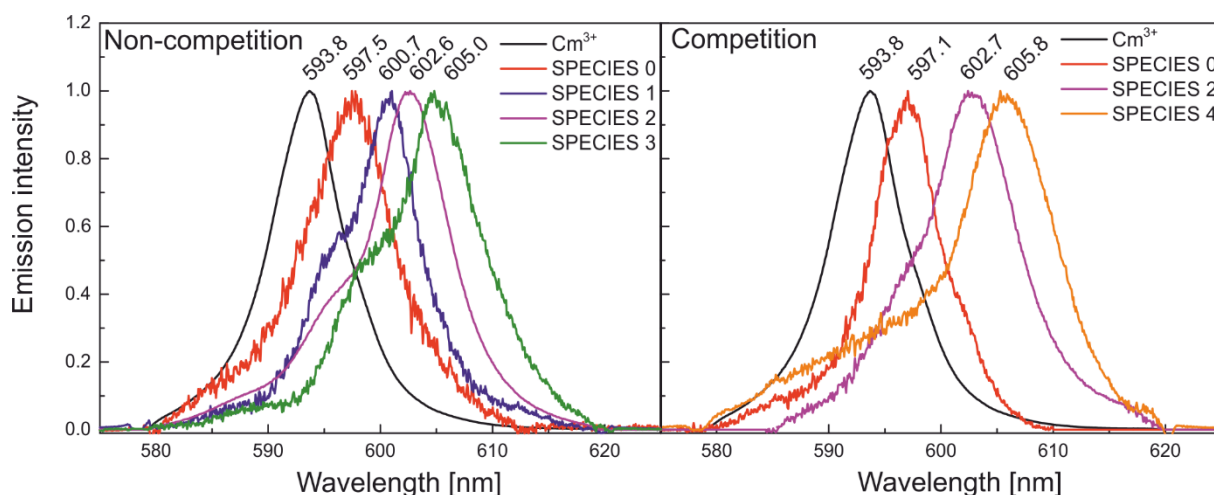 Emission intensity
1.2
1.0
0.8
0.6
0.4
0.2
0.0
Non-competition
593.8
597.5
600.7
602.6
605.0
Cm³⁺
SPECIES 0
SPECIES 1
SPECIES 2
SPECIES 3
580
590
600
610
620
Wavelength [nm]
Competition
593.8
597.1
602.7
605.8
Cm³⁺
SPECIES 0
SPECIES 2
SPECIES 4
580
590
600
610
620
Wavelength [nm]